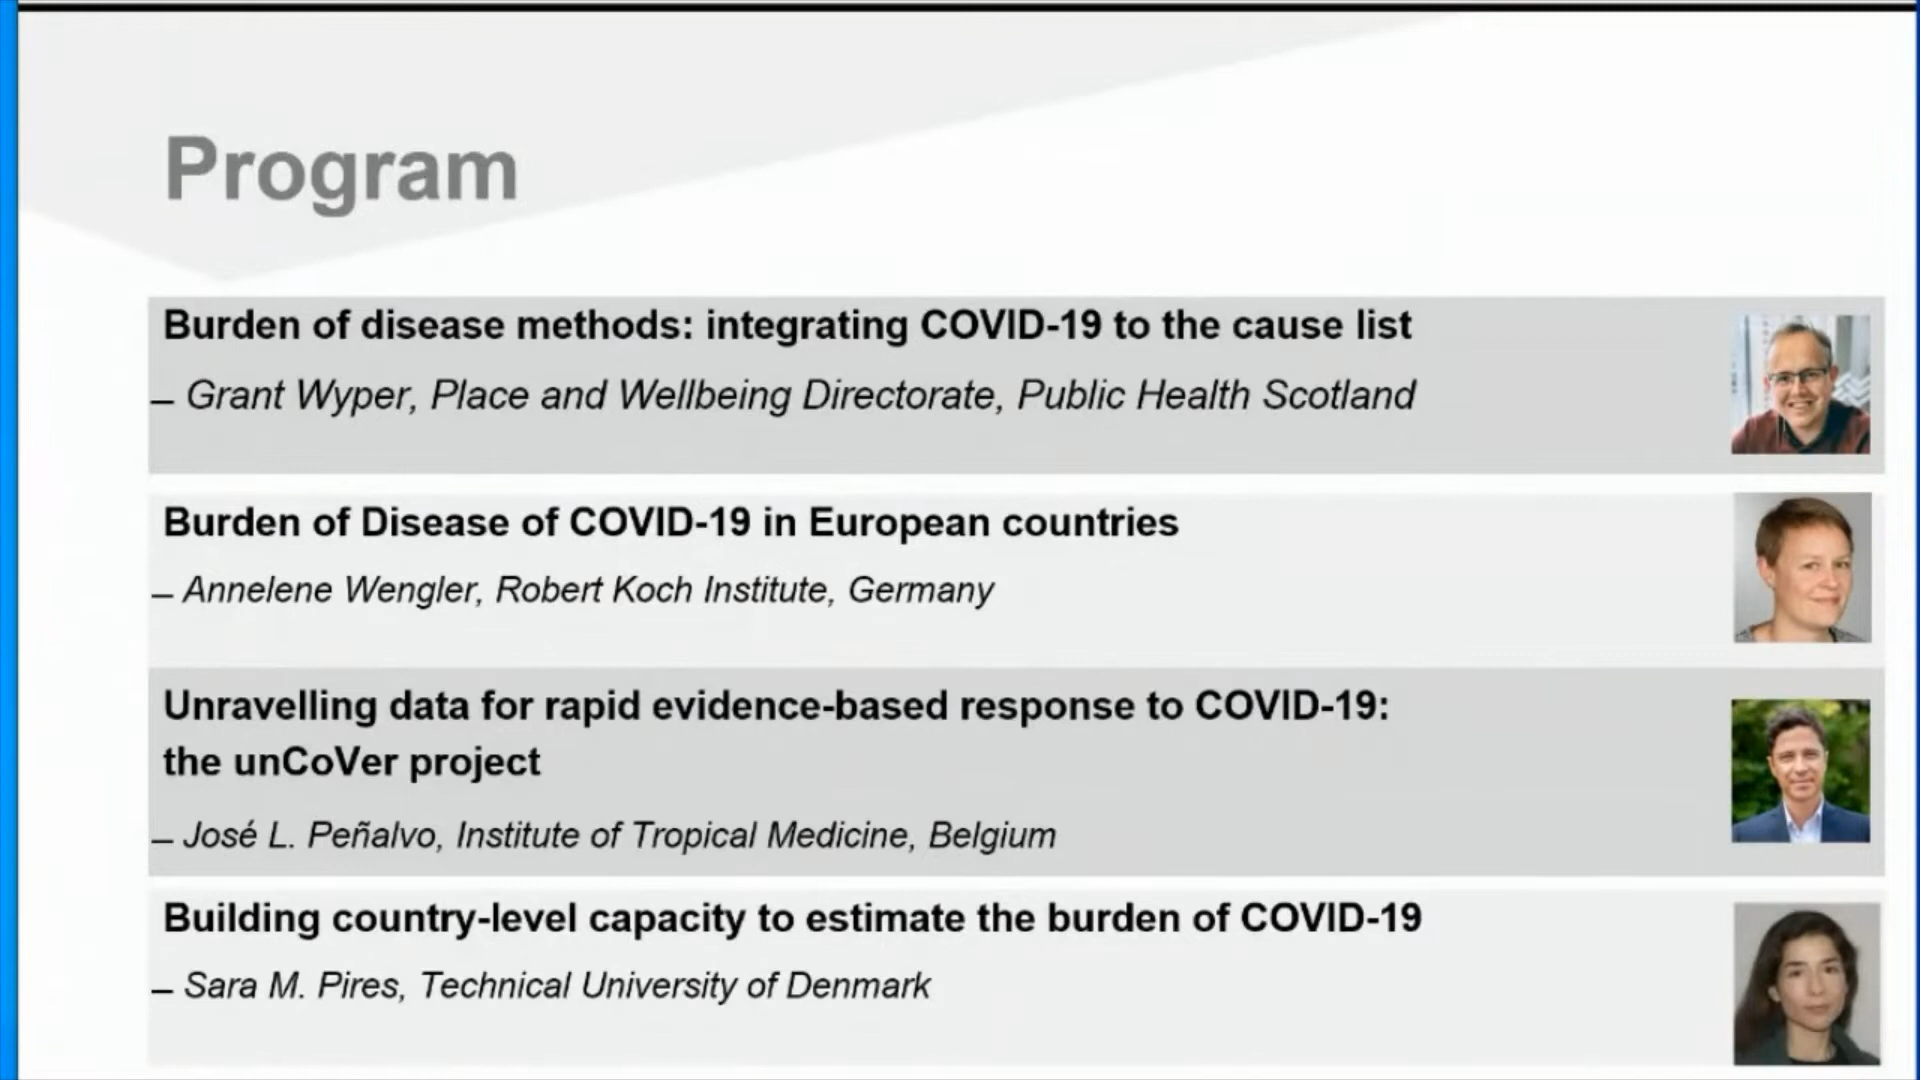 Program
Burden of disease methods: integrating COVID-19 to the cause list
– Grant Wyper, Place and Wellbeing Directorate, Public Health Scotland
Burden of Disease of COVID-19 in European countries
– Annelene Wengler, Robert Koch Institute, Germany
Unravelling data for rapid evidence-based response to COVID-19:
the unCoVer project
– José L. Peñalvo, Institute of Tropical Medicine, Belgium
Building country-level capacity to estimate the burden of COVID-19
– Sara M. Pires, Technical University of Denmark